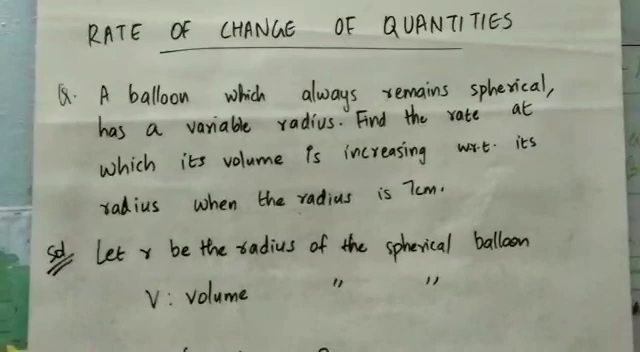 RATE OF CHANGE OF QUANTITIES
Q. A balloon which always remains spherical,
has a variable radius. Find the rate at
which its volume is increasing w.r.t. its
radius when the radius is 7cm.
Sol Let r be the radius of the spherical balloon
V : Volume " "